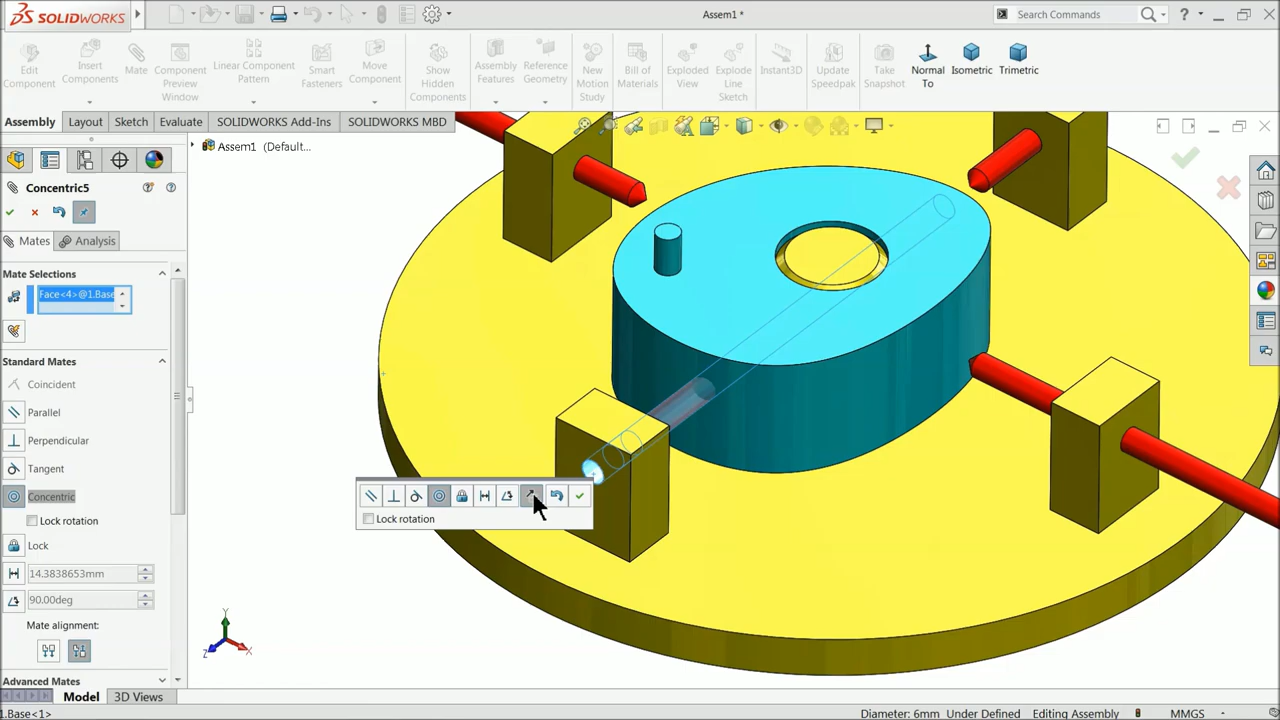 SOLIDWORKS
Assem1 *
Search Commands
?
Edit Component
Insert Components
Mate
Component Preview Window
Linear Component Pattern
Smart Fasteners
Move Component
Show Hidden Components
Assembly Features
Reference Geometry
New Motion Study
Bill of Materials
Exploded View
Explode Line Sketch
Instant3D
Update Speedpak
Take Snapshot
Normal To
Isometric
Trimetric
Assembly
Layout
Sketch
Evaluate
SOLIDWORKS Add-Ins
SOLIDWORKS MBD
Assem1 (Default...
Concentric5
Mates
Analysis
Mate Selections
Face<4>@1.Base
Standard Mates
Coincident
Parallel
Perpendicular
Tangent
Concentric
Lock rotation
Lock
14.3838653mm
90.00deg
Mate alignment:
Advanced Mates
Lock rotation
Y
Z
X
Model
3D Views
1.Base<1>
Diameter: 6mm
Under Defined
Editing Assembly
MMGS